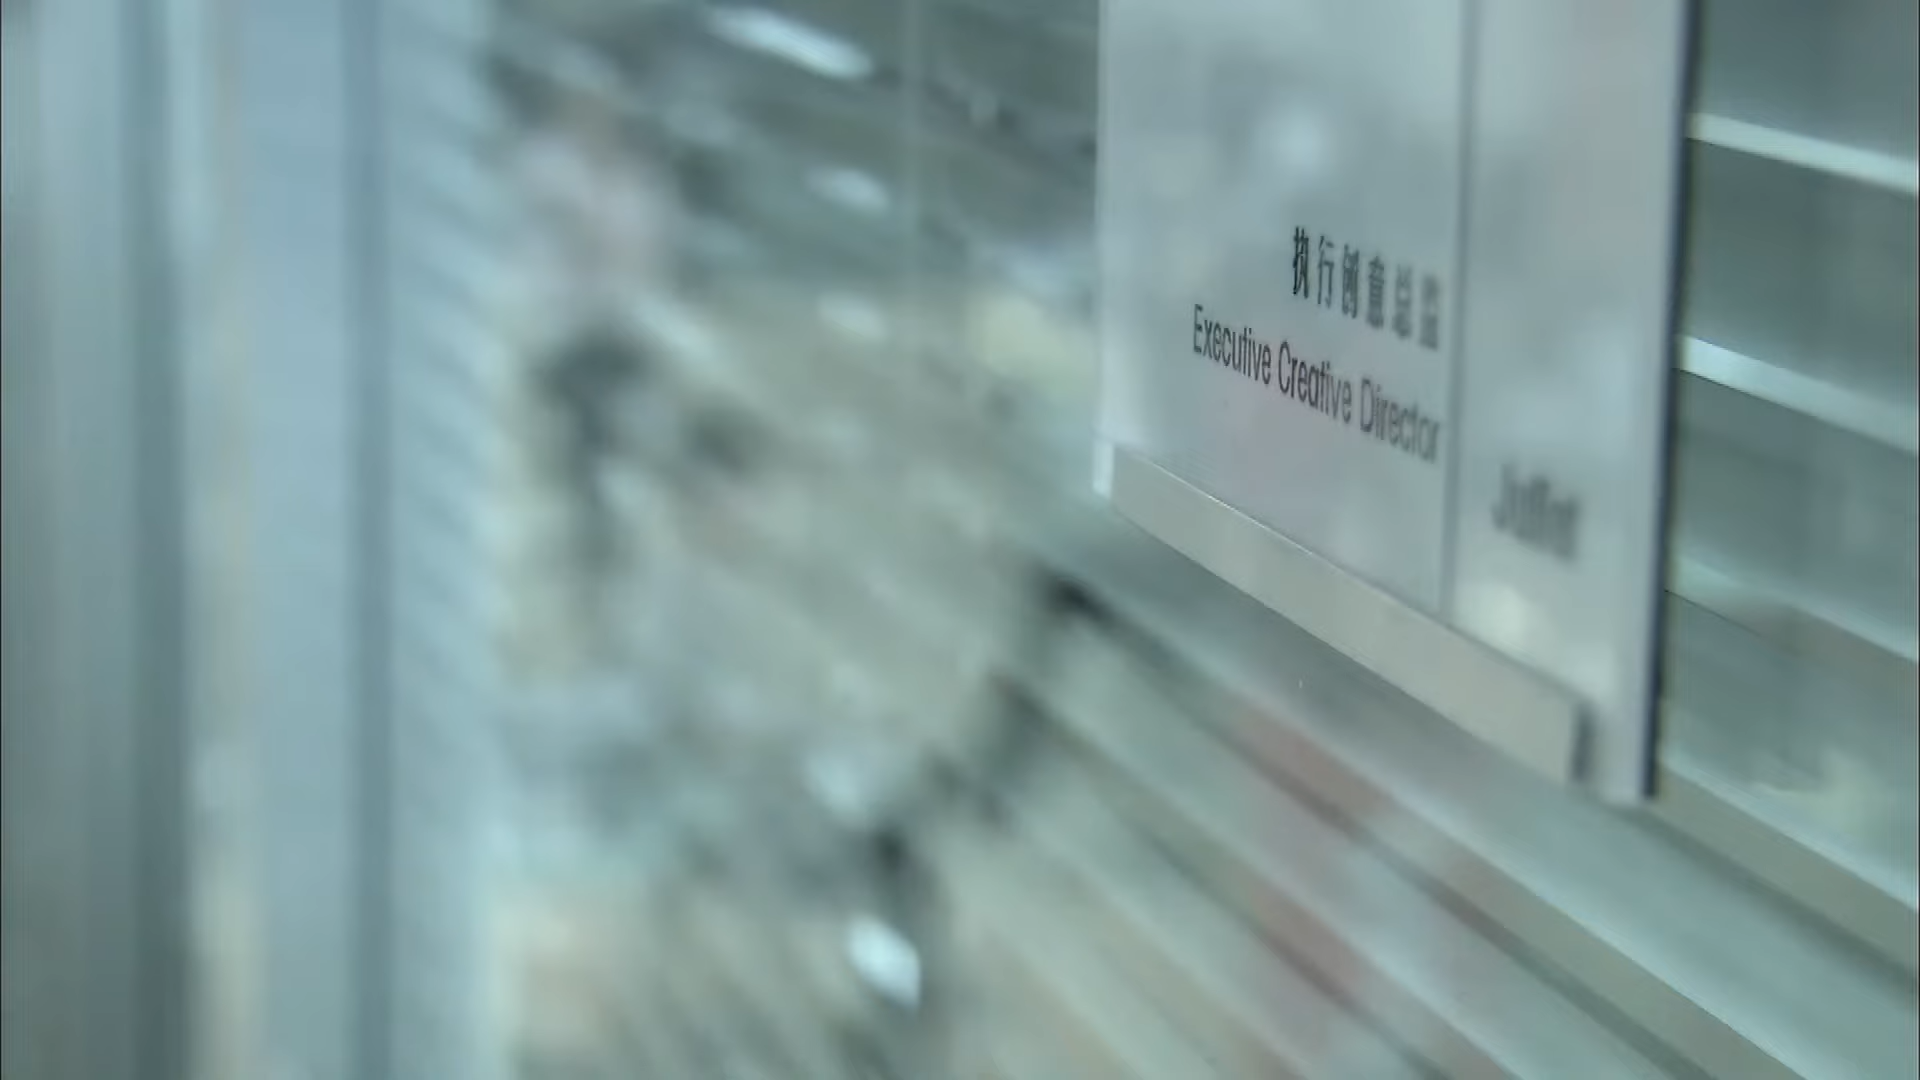 执行创意总监
Executive Creative Director